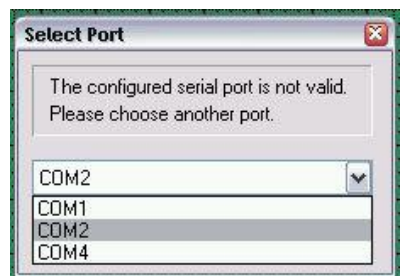 Select Port
The configured serial port is not valid.
Please choose another port.
COM2
COM1
COM2
COM4